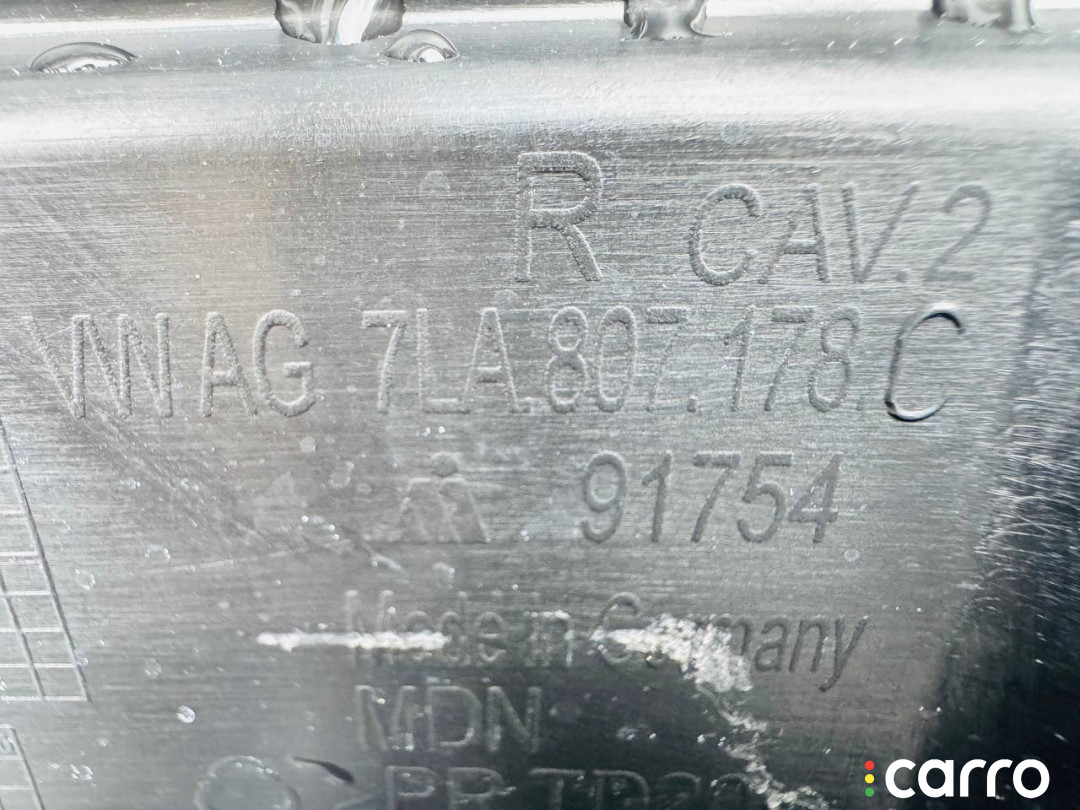 R CAV.2
VW AG 7LA.807.178.C
91754
Made in Germany
MDN
carro